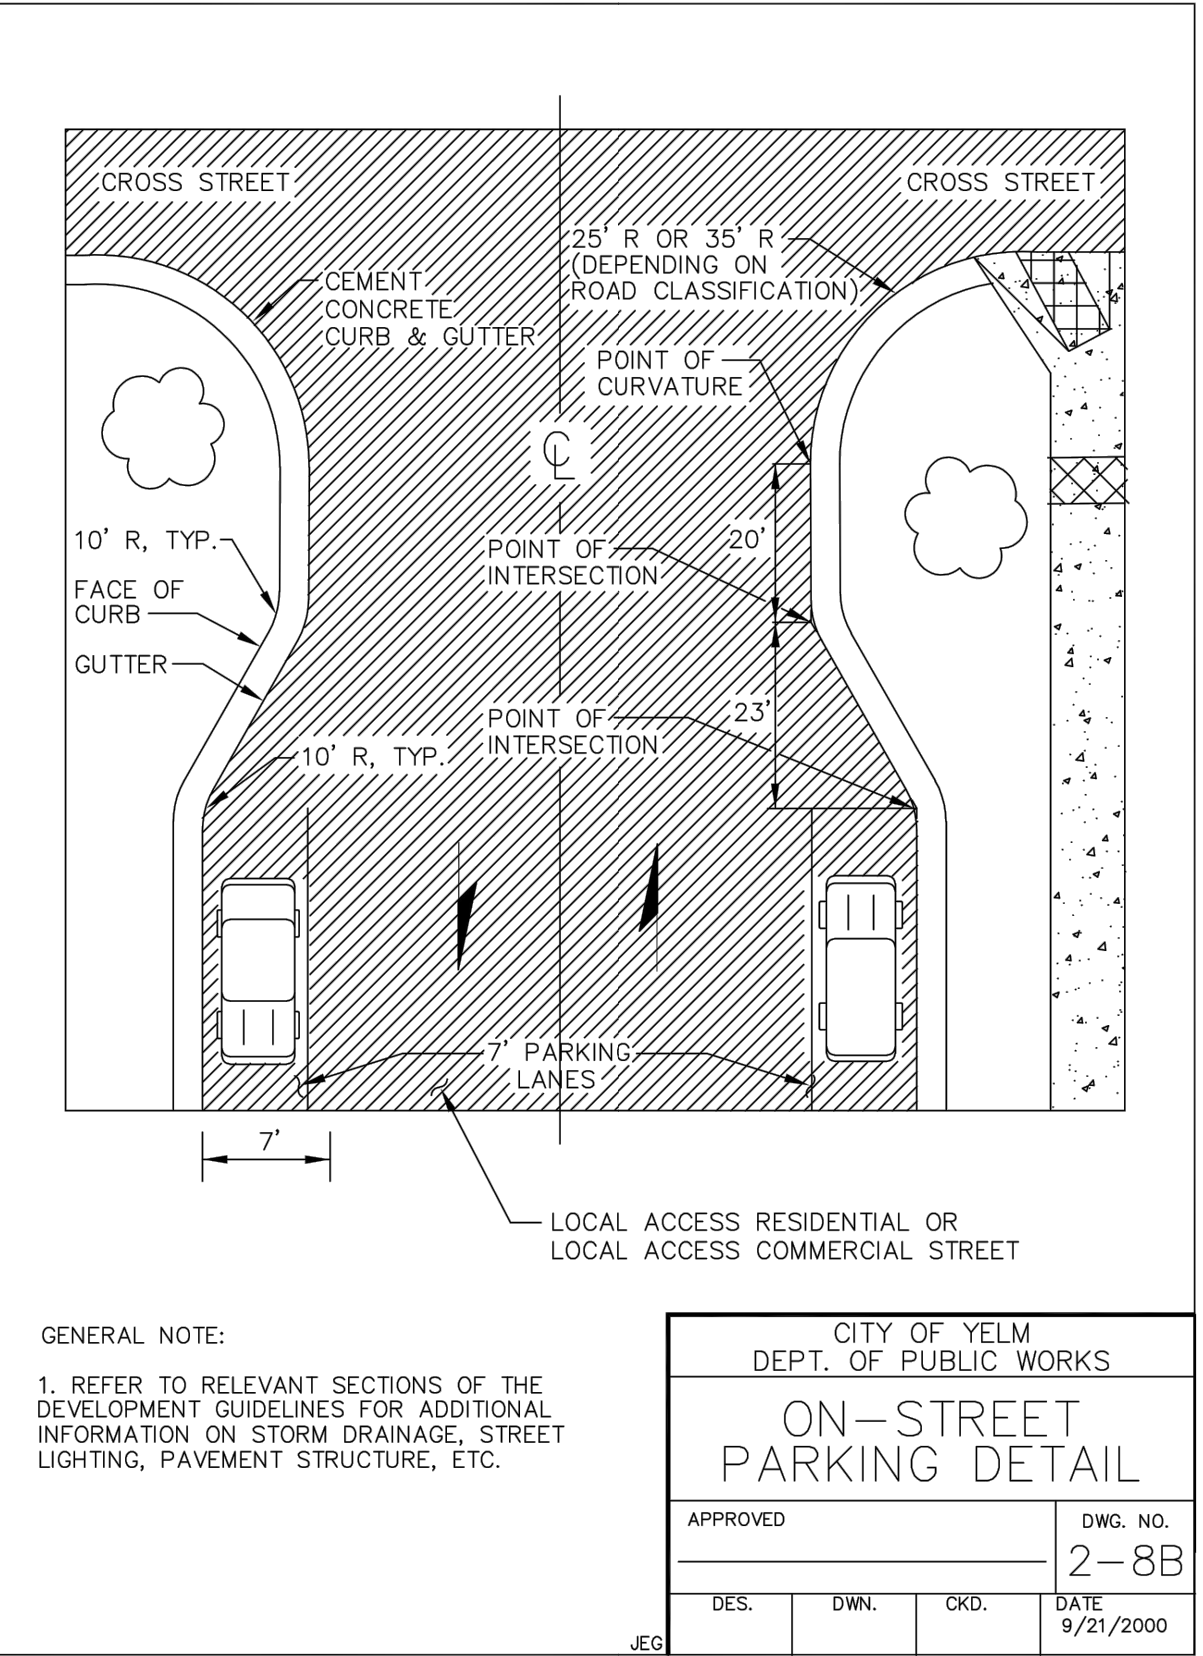 CROSS STREET
CROSS STREET
25' R OR 35' R
(DEPENDING ON
ROAD CLASSIFICATION)
CEMENT
CONCRETE
CURB & GUTTER
POINT OF
CURVATURE
CL
10' R, TYP.
POINT OF
INTERSECTION
20'
FACE OF
CURB
GUTTER
POINT OF
INTERSECTION
23'
10' R, TYP.
7' PARKING
LANES
7'
LOCAL ACCESS RESIDENTIAL OR
LOCAL ACCESS COMMERCIAL STREET
GENERAL NOTE:
1. REFER TO RELEVANT SECTIONS OF THE
DEVELOPMENT GUIDELINES FOR ADDITIONAL
INFORMATION ON STORM DRAINAGE, STREET
LIGHTING, PAVEMENT STRUCTURE, ETC.
CITY OF YELM
DEPT. OF PUBLIC WORKS
ON-STREET
PARKING DETAIL
APPROVED
DWG. NO.
2-8B
DES.
DWN.
CKD.
DATE
9/21/2000
JEG